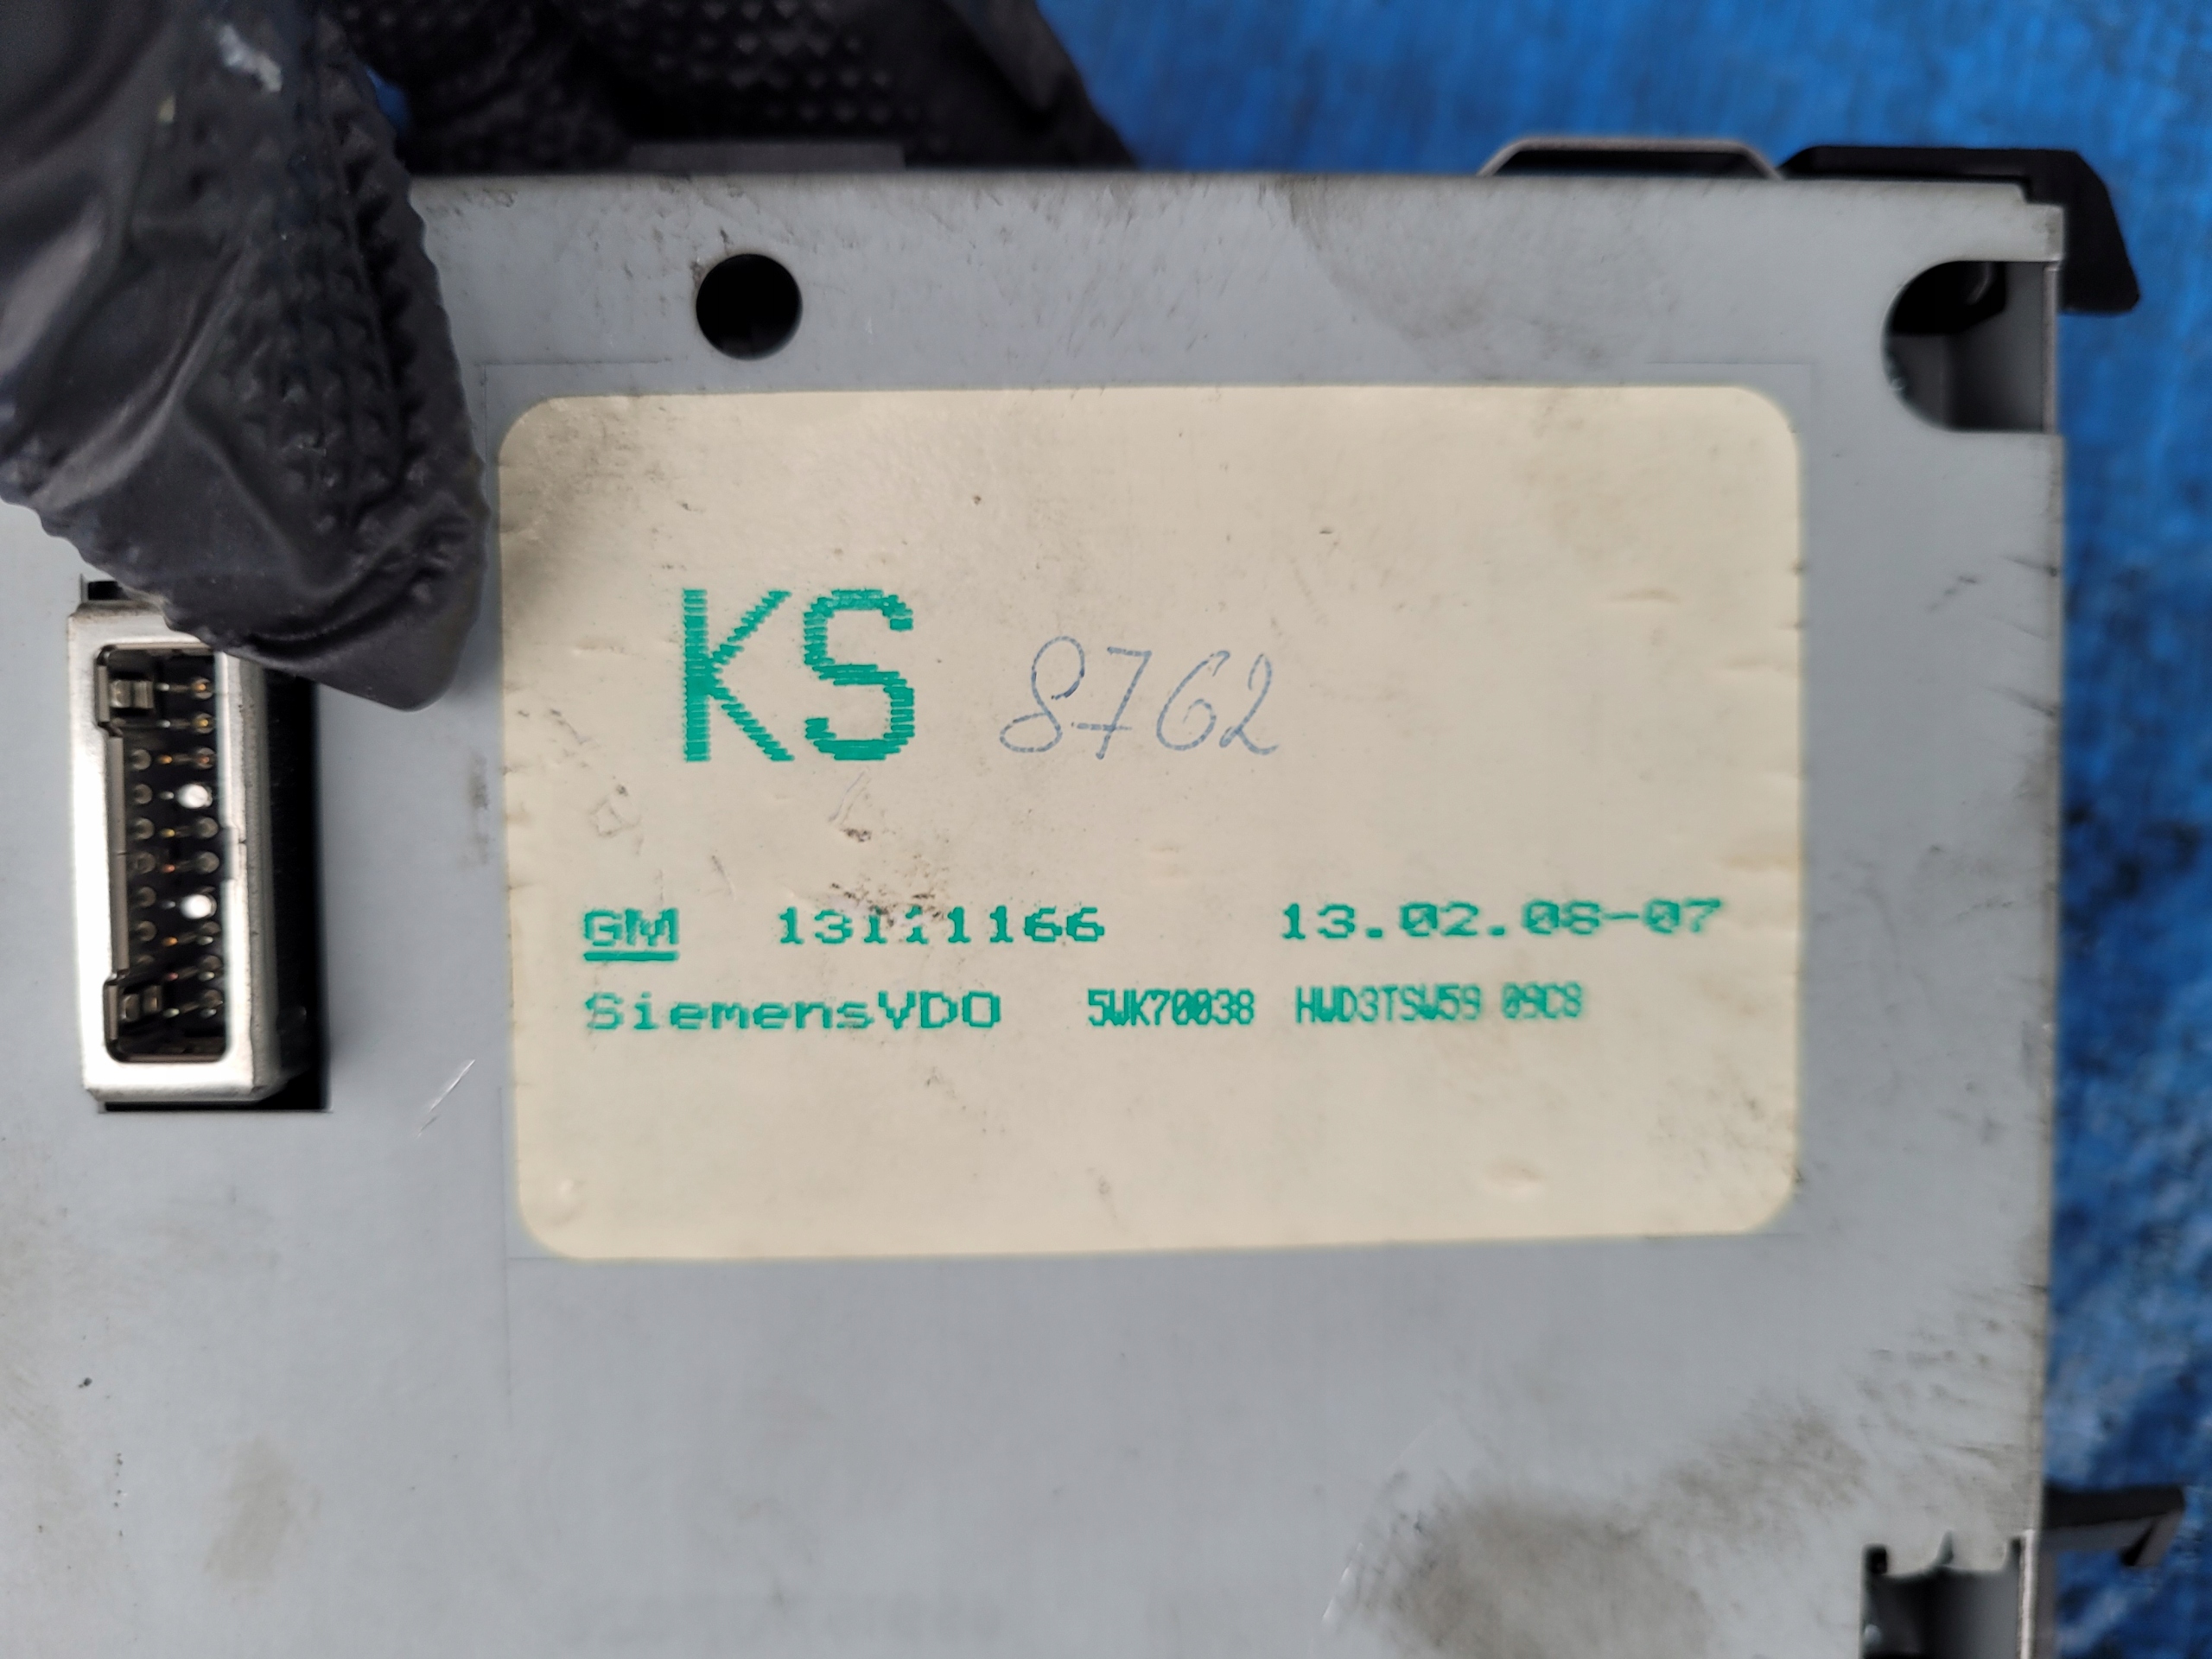 KS 8762
GM 13111166 13.02.08-07
SiemensVDO 5WK70038 HWD3TSW59 09C8